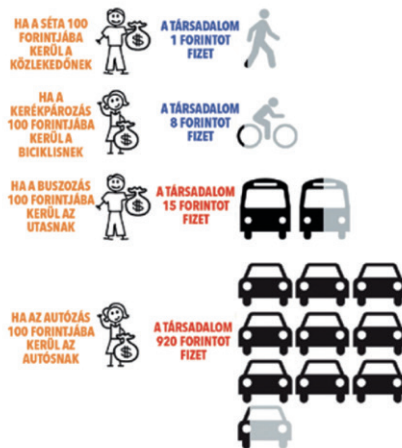 HA A SÉTA 100
FORINTJÁBA
KERÜL A
KÖZLEKEDŐNEK
$
A TÁRSADALOM
1 FORINTOT
FIZET
HA A
KERÉKPÁROZÁS
100 FORINTJÁBA
KERÜL A
BICIKLISNEK
$
A TÁRSADALOM
8 FORINTOT
FIZET
HA A BUSZOZÁS
100 FORINTJÁBA
KERÜL AZ
UTASNAK
$
A TÁRSADALOM
15 FORINTOT
FIZET
HA AZ AUTÓZÁS
100 FORINTJÁBA
KERÜL AZ
AUTÓSNAK
$
A TÁRSADALOM
920 FORINTOT
FIZET